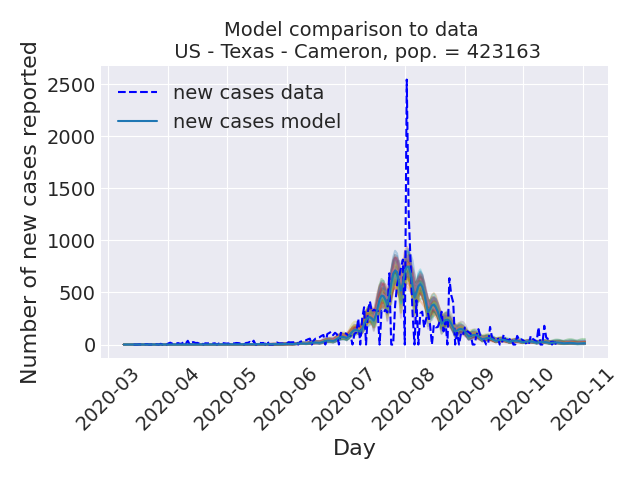 Model comparison to data
US - Texas - Cameron, pop. = 423163
Number of new cases reported
2500
2000
1500
1000
500
0
new cases data
new cases model
2020-03
2020-04
2020-05
2020-06
2020-07
2020-08
2020-09
2020-10
2020-11
Day